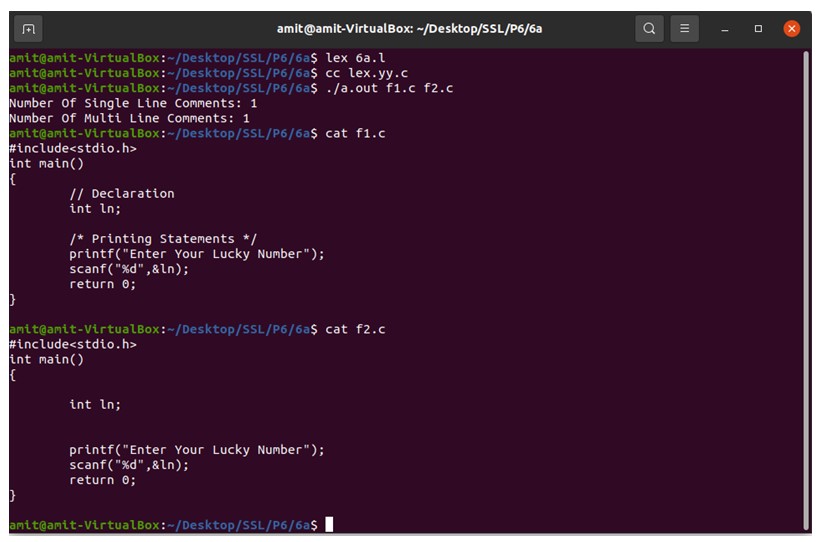 amit@amit-VirtualBox: ~/Desktop/SSL/P6/6a
amit@amit-VirtualBox:~/Desktop/SSL/P6/6a$ lex 6a.l
amit@amit-VirtualBox:~/Desktop/SSL/P6/6a$ cc lex.yy.c
amit@amit-VirtualBox:~/Desktop/SSL/P6/6a$ ./a.out f1.c f2.c
Number Of Single Line Comments: 1
Number Of Multi Line Comments: 1
amit@amit-VirtualBox:~/Desktop/SSL/P6/6a$ cat f1.c
#include<stdio.h>
int main()
{
        // Declaration
        int ln;

        /* Printing Statements */
        printf("Enter Your Lucky Number");
        scanf("%d",&ln);
        return 0;
}

amit@amit-VirtualBox:~/Desktop/SSL/P6/6a$ cat f2.c
#include<stdio.h>
int main()
{

        int ln;


        printf("Enter Your Lucky Number");
        scanf("%d",&ln);
        return 0;
}

amit@amit-VirtualBox:~/Desktop/SSL/P6/6a$